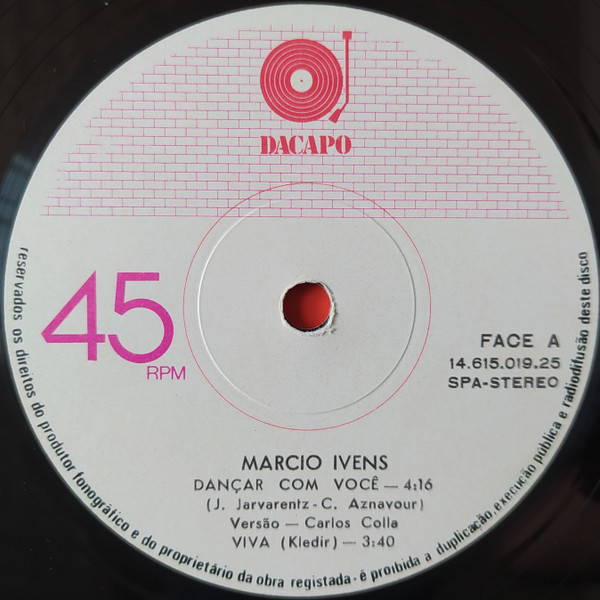 DACAPO
45
RPM
FACE A
14.615.019.25
SPA-STEREO
MARCIO IVENS
DANÇAR COM VOCÊ — 4:16
(J. Jarvarentz - C. Aznavour)
Versão — Carlos Colla
VIVA (Kledir) — 3:40
reservados os direitos do produtor fonográfico e do proprietário da obra registada - é proibida a duplicação, execução pública e radiodifusão deste disco